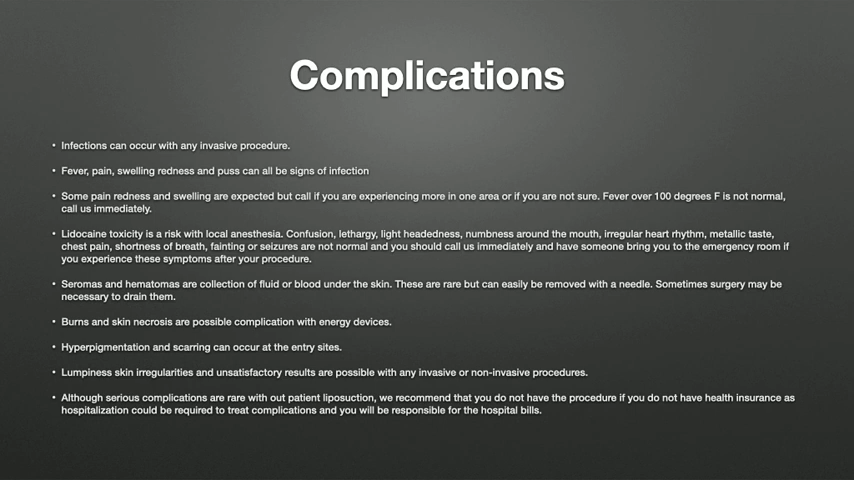 Complications
• Infections can occur with any invasive procedure.
• Fever, pain, swelling redness and puss can all be signs of infection
• Some pain redness and swelling are expected but call if you are experiencing more in one area or if you are not sure. Fever over 100 degrees F is not normal,
call us immediately.
• Lidocaine toxicity is a risk with local anesthesia. Confusion, lethargy, light headedness, numbness around the mouth, irregular heart rhythm, metallic taste,
chest pain, shortness of breath, fainting or seizures are not normal and you should call us immediately and have someone bring you to the emergency room if
you experience these symptoms after your procedure.
• Seromas and hematomas are collection of fluid or blood under the skin. These are rare but can easily be removed with a needle. Sometimes surgery may be
necessary to drain them.
• Burns and skin necrosis are possible complication with energy devices.
• Hyperpigmentation and scarring can occur at the entry sites.
• Lumpiness skin irregularities and unsatisfactory results are possible with any invasive or non-invasive procedures.
• Although serious complications are rare with out patient liposuction, we recommend that you do not have the procedure if you do not have health insurance as
hospitalization could be required to treat complications and you will be responsible for the hospital bills.